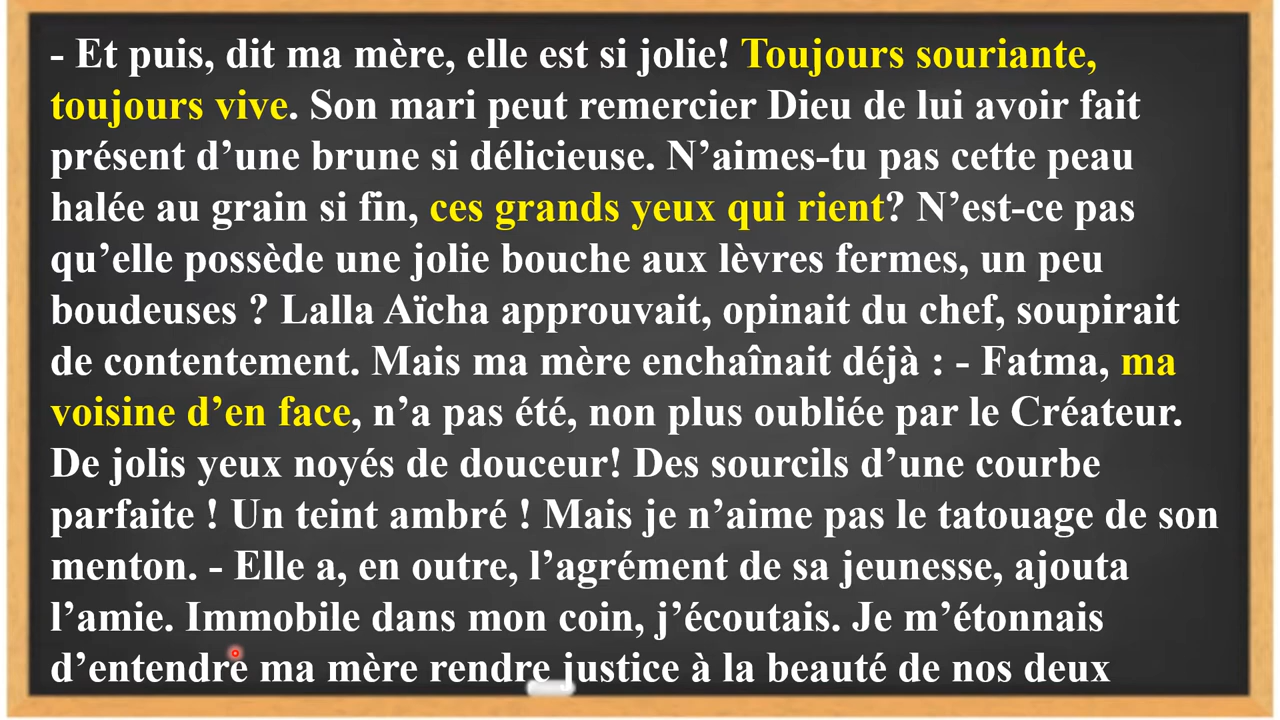 - Et puis, dit ma mère, elle est si jolie! Toujours souriante,
toujours vive. Son mari peut remercier Dieu de lui avoir fait
présent d’une brune si délicieuse. N’aimes-tu pas cette peau
halée au grain si fin, ces grands yeux qui rient? N’est-ce pas
qu’elle possède une jolie bouche aux lèvres fermes, un peu
boudeuses ? Lalla Aïcha approuvait, opinait du chef, soupirait
de contentement. Mais ma mère enchaînait déjà : - Fatma, ma
voisine d’en face, n’a pas été, non plus oubliée par le Créateur.
De jolis yeux noyés de douceur! Des sourcils d’une courbe
parfaite ! Un teint ambré ! Mais je n’aime pas le tatouage de son
menton. - Elle a, en outre, l’agrément de sa jeunesse, ajouta
l’amie. Immobile dans mon coin, j’écoutais. Je m’étonnais
d’entendre ma mère rendre justice à la beauté de nos deux